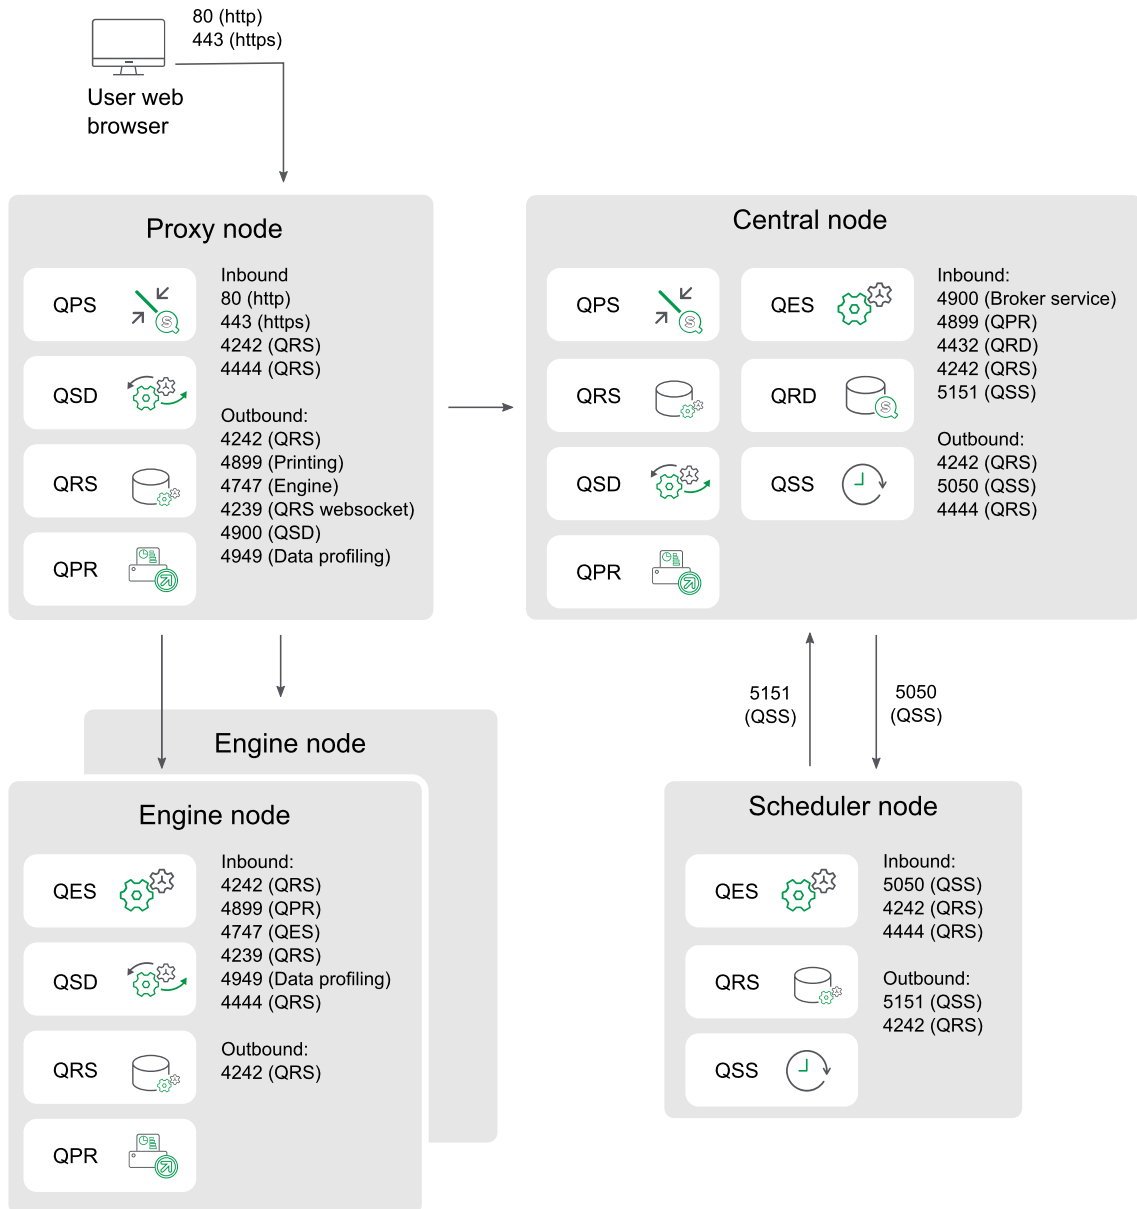 80 (http)
443 (https)
User web
browser
Proxy node
QPS
QSD
QRS
QPR
Inbound
80 (http)
443 (https)
4242 (QRS)
4444 (QRS)
Outbound:
4242 (QRS)
4899 (Printing)
4747 (Engine)
4239 (QRS websocket)
4900 (QSD)
4949 (Data profiling)
Central node
QPS
QES
QRS
QRD
QSD
QSS
QPR
Inbound:
4900 (Broker service)
4899 (QPR)
4432 (QRD)
4242 (QRS)
5151 (QSS)
Outbound:
4242 (QRS)
5050 (QSS)
4444 (QRS)
5151
(QSS)
5050
(QSS)
Engine node
Engine node
QES
QSD
QRS
QPR
Inbound:
4242 (QRS)
4899 (QPR)
4747 (QES)
4239 (QRS)
4949 (Data profiling)
4444 (QRS)
Outbound:
4242 (QRS)
Scheduler node
QES
QRS
QSS
Inbound:
5050 (QSS)
4242 (QRS)
4444 (QRS)
Outbound:
5151 (QSS)
4242 (QRS)